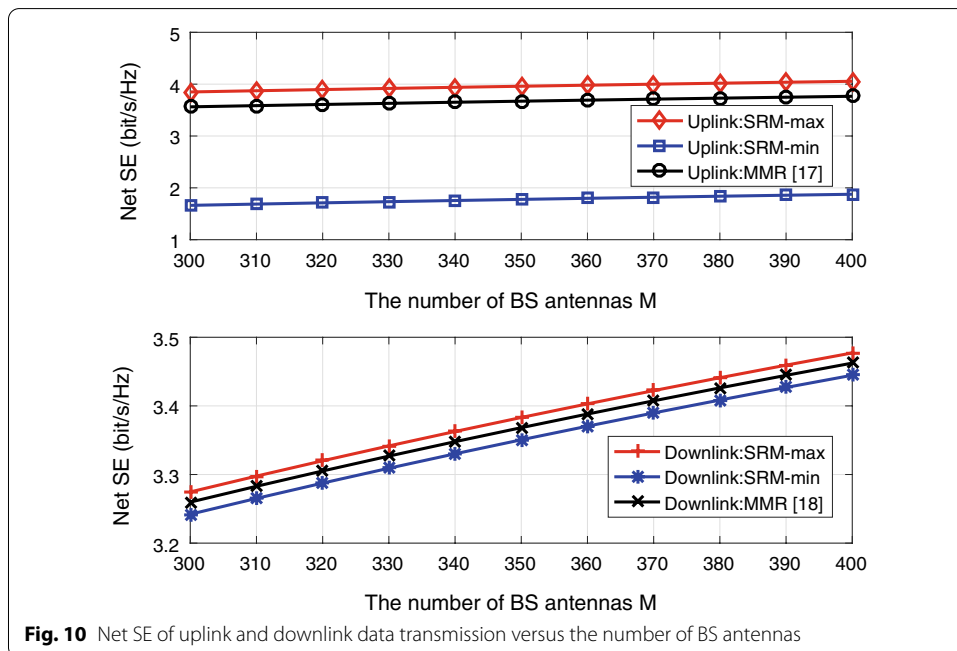 5
4
3
2
1
Net SE (bit/s/Hz)
Uplink:SRM-max
Uplink:SRM-min
Uplink:MMR [17]
300 310 320 330 340 350 360 370 380 390 400
The number of BS antennas M
3.5
3.4
3.3
3.2
Net SE (bit/s/Hz)
Downlink:SRM-max
Downlink:SRM-min
Downlink:MMR [18]
300 310 320 330 340 350 360 370 380 390 400
The number of BS antennas M
Fig. 10 Net SE of uplink and downlink data transmission versus the number of BS antennas